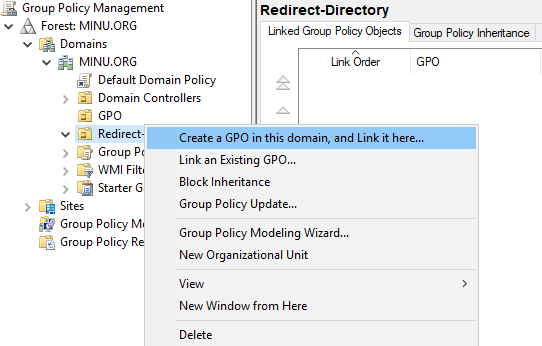 Group Policy Management
Forest: MINU.ORG
Domains
MINU.ORG
Default Domain Policy
Domain Controllers
GPO
Redirect-
Group Po
WMI Filt
Starter G
Sites
Group Policy Mo
Group Policy Re
Redirect-Directory
Linked Group Policy Objects
Group Policy Inheritance
Link Order
GPO
Create a GPO in this domain, and Link it here...
Link an Existing GPO...
Block Inheritance
Group Policy Update...
Group Policy Modeling Wizard...
New Organizational Unit
View
New Window from Here
Delete